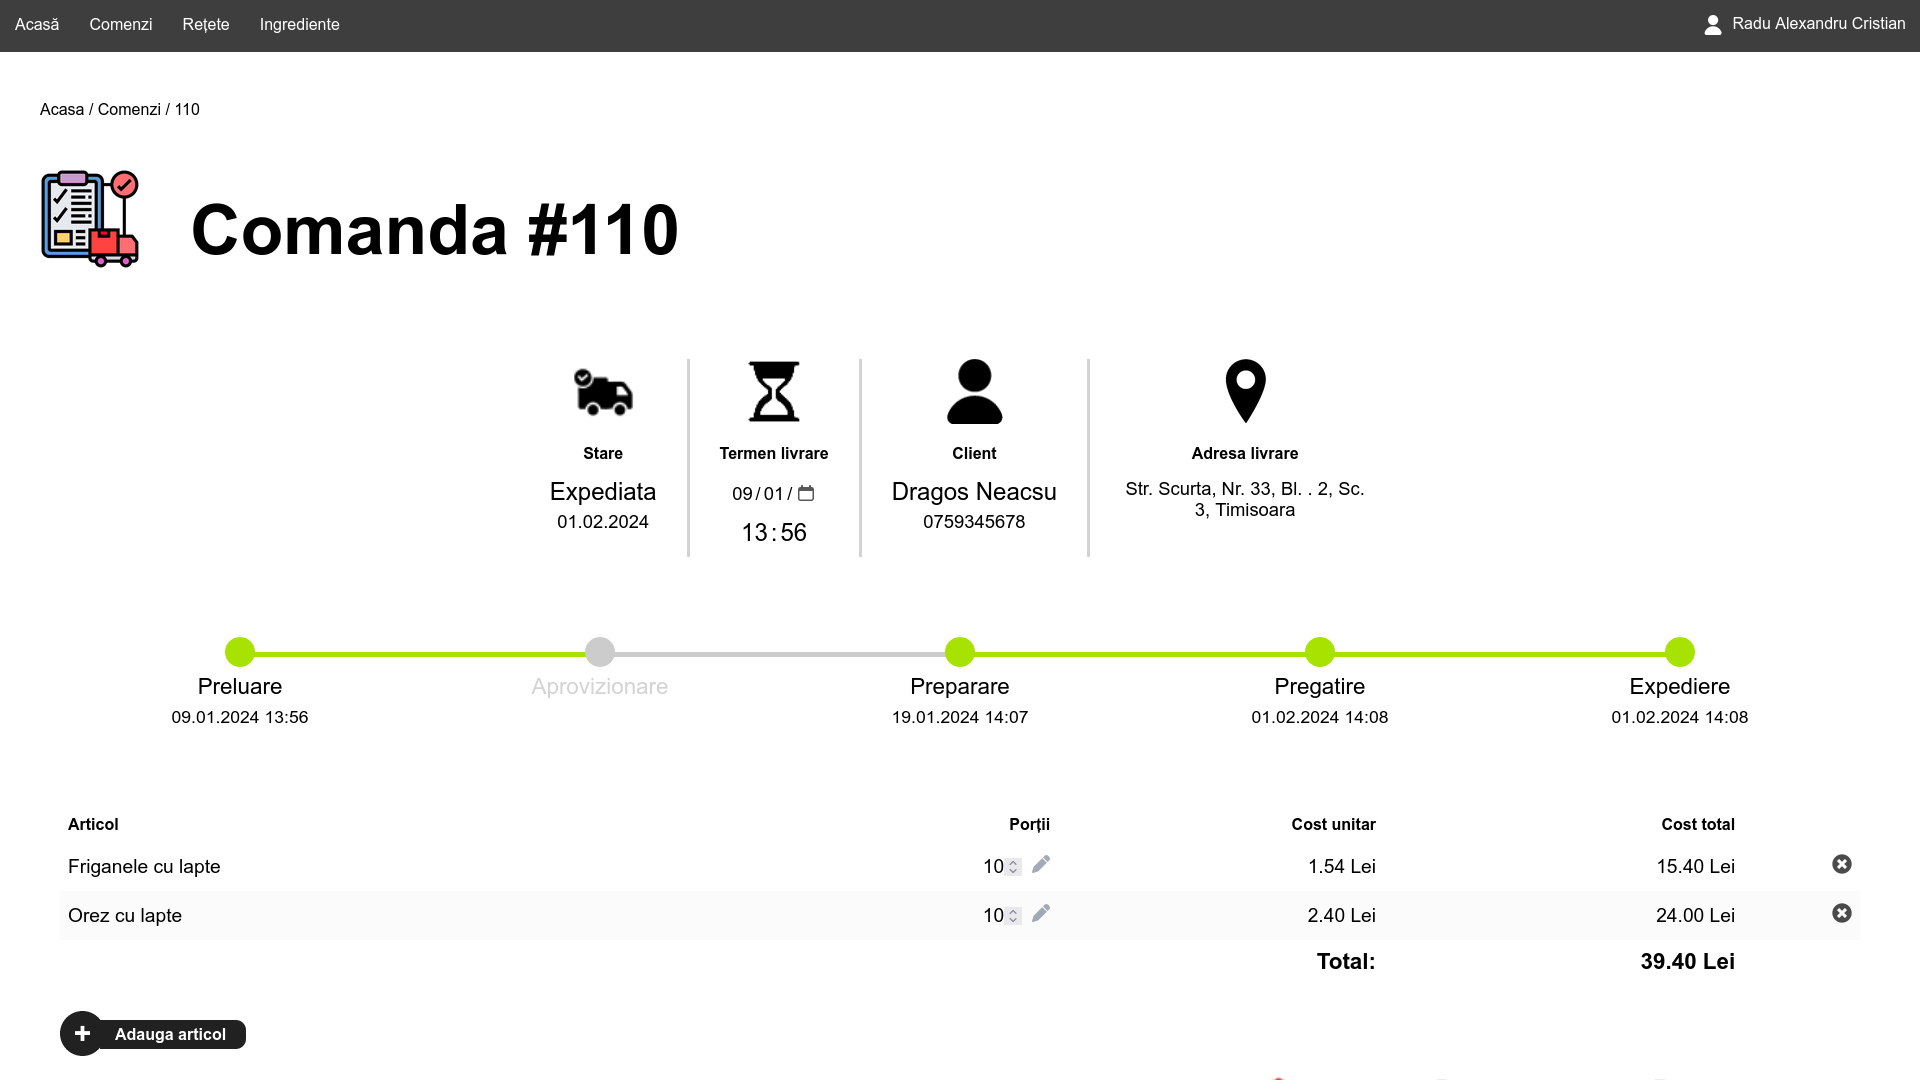 Acasă Comenzi Rețete Ingrediente Radu Alexandru Cristian
Acasa / Comenzi / 110
Comanda #110
Stare Termen livrare Client Adresa livrare
Expediata
01.02.2024
09/01/
13:56
Dragos Neacsu
0759345678
Str. Scurta, Nr. 33, Bl. . 2, Sc.
3, Timisoara
Preluare Aprovizionare Preparare Pregatire Expediere
09.01.2024 13:56 19.01.2024 14:07 01.02.2024 14:08 01.02.2024 14:08
Articol Porții Cost unitar Cost total
Friganele cu lapte 10 1.54 Lei 15.40 Lei
Orez cu lapte 10 2.40 Lei 24.00 Lei
Total: 39.40 Lei
Adauga articol